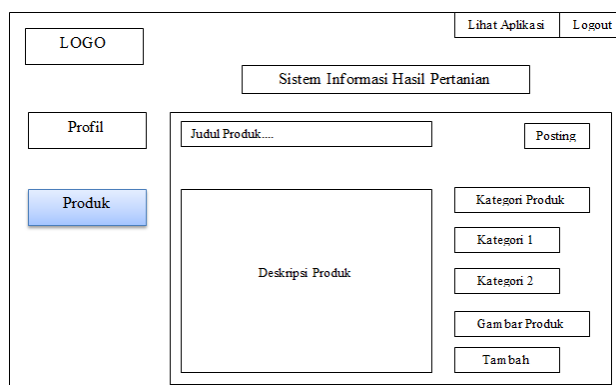 Lihat Aplikasi
Logout
LOGO
Sistem Informasi Hasil Pertanian
Profil
Judul Produk....
Posting
Produk
Kategori Produk
Kategori 1
Deskripsi Produk
Kategori 2
Gambar Produk
Tambah